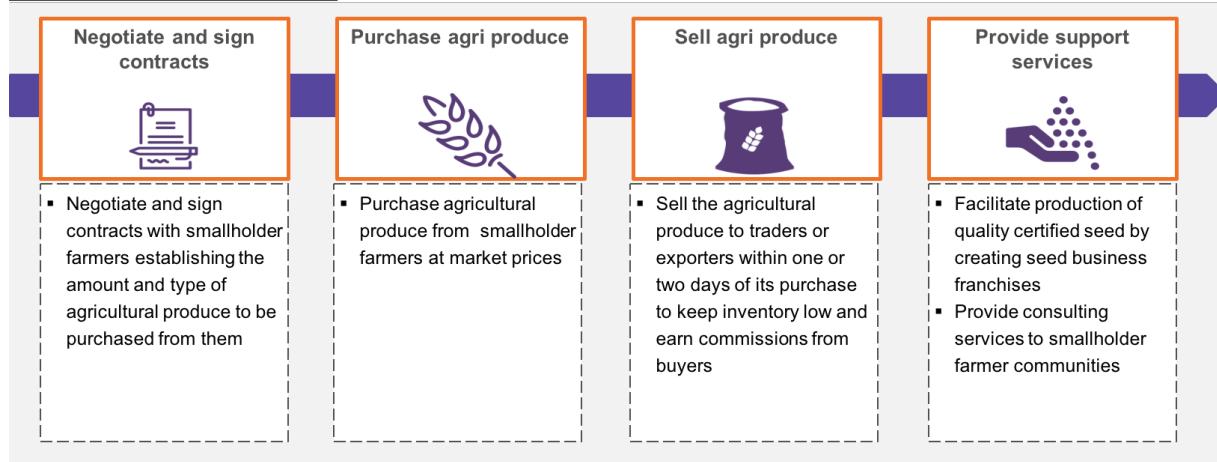 Negotiate and sign
contracts
Purchase agri produce
Sell agri produce
Provide support
services
▪ Negotiate and sign
contracts with smallholder
farmers establishing the
amount and type of
agricultural produce to be
purchased from them
▪ Purchase agricultural
produce from smallholder
farmers at market prices
▪ Sell the agricultural
produce to traders or
exporters within one or
two days of its purchase
to keep inventory low and
earn commissions from
buyers
▪ Facilitate production of
quality certified seed by
creating seed business
franchises
▪ Provide consulting
services to smallholder
farmer communities